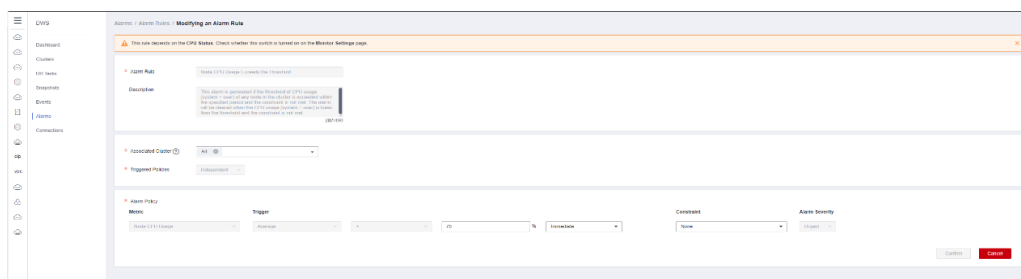 DWS
Alarms / Alarm Rules / Modifying an Alarm Rule
Dashboard
Clusters
DR Tasks
Snapshots
Events
Alarms
Connections
This rule depends on the CPU Status. Check whether the switch is turned on on the Monitor Settings page.
* Alarm Rule
Node CPU Usage Exceeds the Threshold
Description
This alarm is generated if the threshold of CPU usage
(system + user) of any node in the cluster is exceeded within
the specified period and the constraint is not met. The alarm
will be cleared when the CPU usage (system + user) is lower
than the threshold and the constraint is not met.
* Associated Cluster
All
* Triggered Policies
Independent
* Alarm Policy
Metric
Trigger
Constraint
Alarm Severity
Node CPU Usage
Average
%
Immediate
None
Urgent
Confirm
Cancel